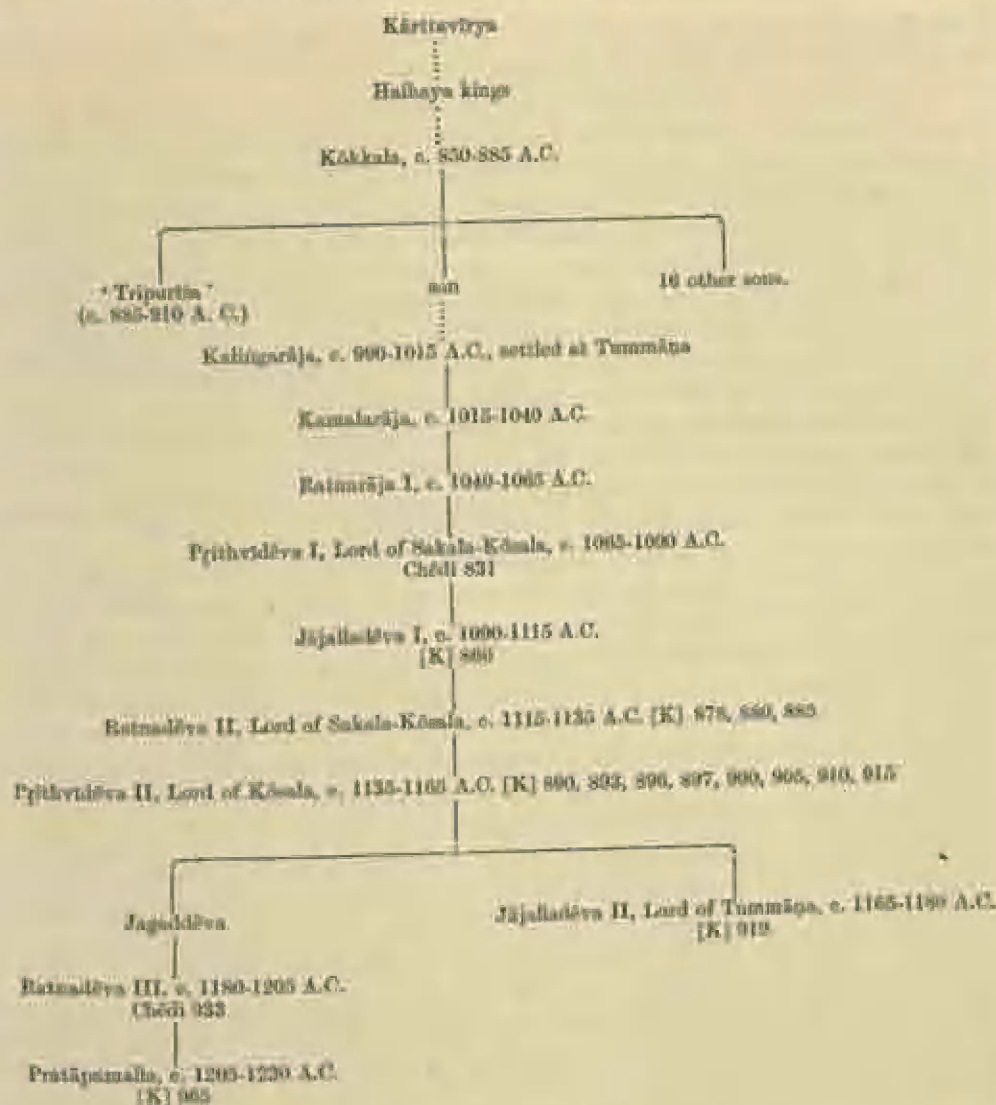 Kārttavīrya
Haihaya kings
Kōkkala, c. 850-885 A.C.
' Tripurīśa '
son
16 other sons.
(c. 885-910 A. C.)
Kaliṅgarāja, c. 990-1015 A.C., settled at Tummāṇa
Kamalarāja, c. 1015-1040 A.C.
Ratnarāja I, c. 1040-1065 A.C.
Pṛithvīdēva I, Lord of Sakala-Kōsala, c. 1065-1090 A.C.
Chēdi 831
Jājalladēva I, c. 1090-1115 A.C.
[K] 866
Ratnadēva II, Lord of Sakala-Kōsala, c. 1115-1135 A.C. [K] 878, 880, 885
Pṛithvīdēva II, Lord of Kōsala, c. 1135-1165 A.C. [K] 890, 893, 896, 897, 900, 905, 910, 915
Jagaddēva
Jājalladēva II, Lord of Tummāṇa, c. 1165-1180 A.C.
[K] 919
Ratnadēva III, c. 1180-1205 A.C.
Chēdi 933
Pratāpamalla, c. 1205-1230 A.C.
[K] 965